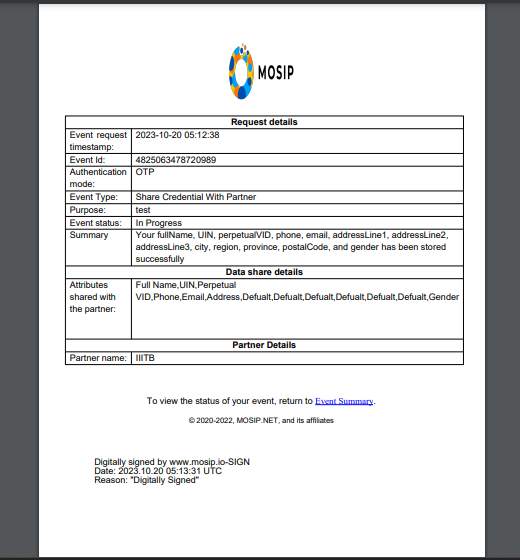 MOSIP
Request details
Event request
timestamp:
2023-10-20 05:12:38
Event Id:
4825063478720989
Authentication
mode:
OTP
Event Type:
Share Credential With Partner
Purpose:
test
Event status:
In Progress
Summary
Your fullName, UIN, perpetualVID, phone, email, addressLine1, addressLine2,
addressLine3, city, region, province, postalCode, and gender has been stored
successfully
Data share details
Attributes
shared with
the partner:
Full Name,UIN,Perpetual
VID,Phone,Email,Address,Defualt,Defualt,Defualt,Defualt,Defualt,Defualt,Gender
Partner Details
Partner name:
IIITB
To view the status of your event, return to Event Summary.
© 2020-2022, MOSIP.NET, and its affiliates
Digitally signed by www.mosip.io-SIGN
Date: 2023.10.20 05:13:31 UTC
Reason: "Digitally Signed"